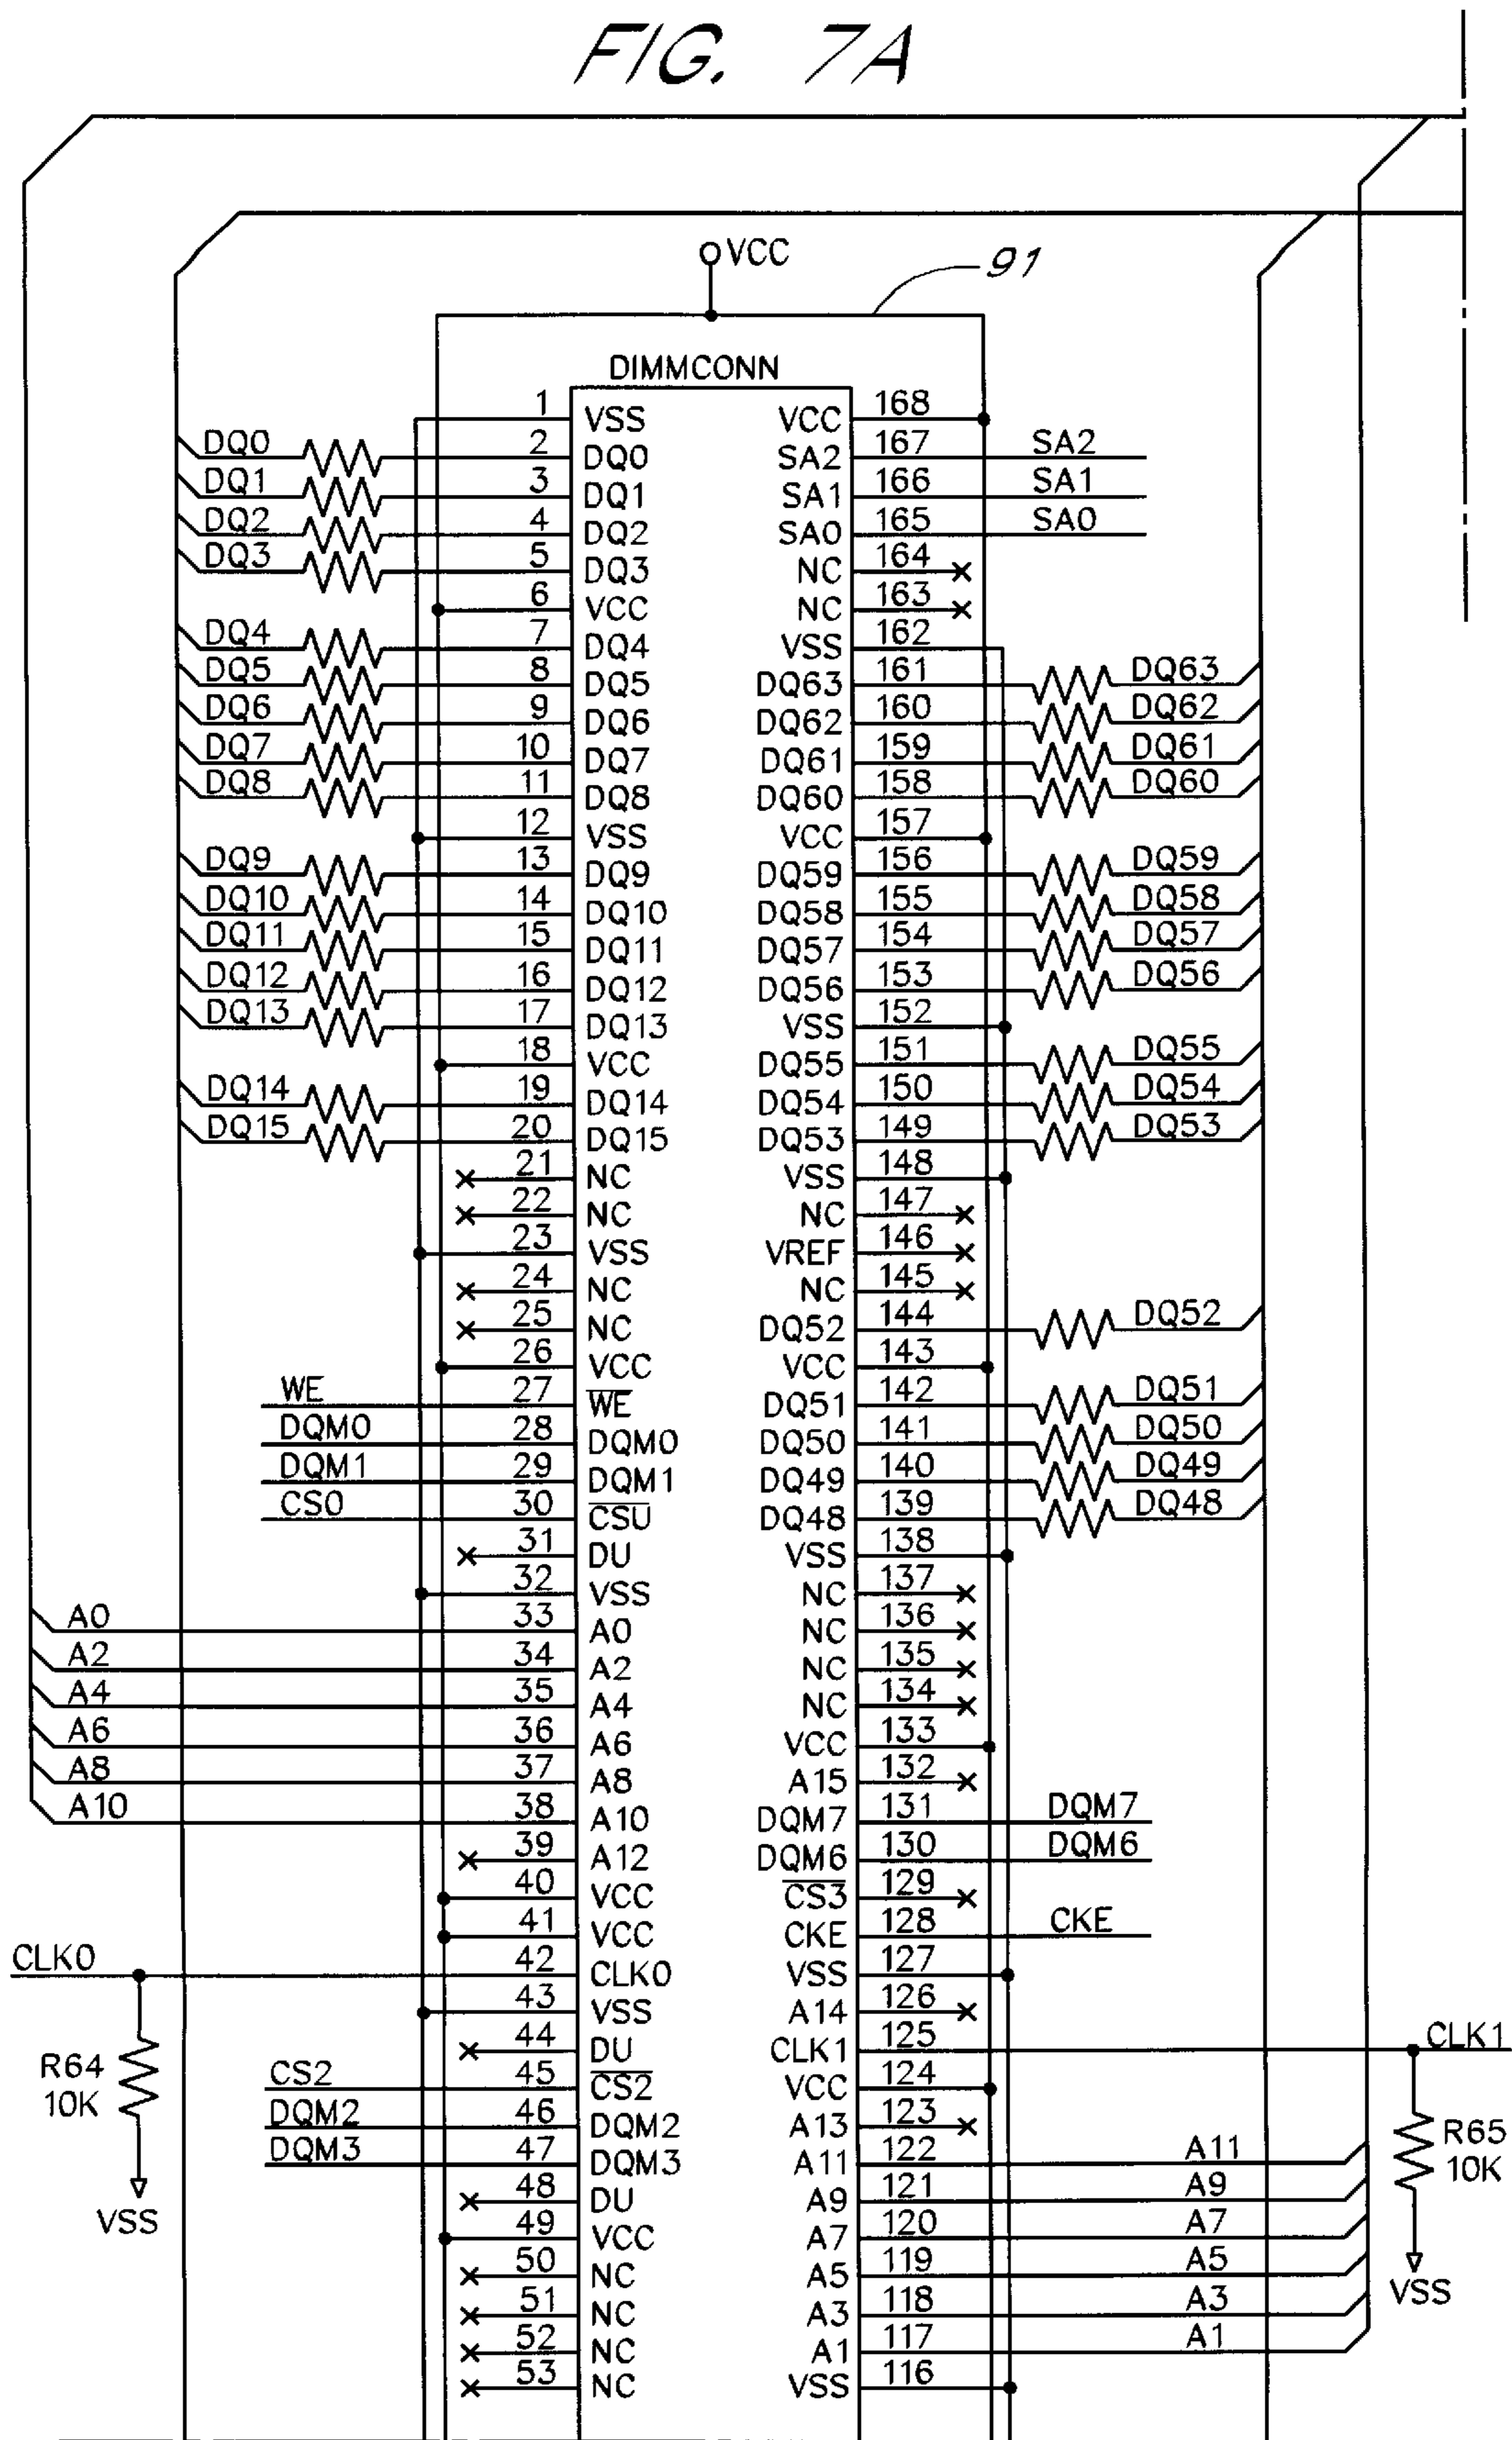 FIG. 7A
VCC
91
DIMMCONN
1 VSS VCC 168
DQ0 2 DQ0 SA2 167 SA2
DQ1 3 DQ1 SA1 166 SA1
DQ2 4 DQ2 SA0 165 SA0
DQ3 5 DQ3 NC 164
6 VCC NC 163
DQ4 7 DQ4 VSS 162
DQ5 8 DQ5 DQ63 161 DQ63
DQ6 9 DQ6 DQ62 160 DQ62
DQ7 10 DQ7 DQ61 159 DQ61
DQ8 11 DQ8 DQ60 158 DQ60
12 VSS VCC 157
DQ9 13 DQ9 DQ59 156 DQ59
DQ10 14 DQ10 DQ58 155 DQ58
DQ11 15 DQ11 DQ57 154 DQ57
DQ12 16 DQ12 DQ56 153 DQ56
DQ13 17 DQ13 VSS 152
18 VCC DQ55 151 DQ55
DQ14 19 DQ14 DQ54 150 DQ54
DQ15 20 DQ15 DQ53 149 DQ53
21 NC VSS 148
22 NC NC 147
23 VSS VREF 146
24 NC NC 145
25 NC DQ52 144 DQ52
26 VCC VCC 143
WE 27 WE DQ51 142 DQ51
DQM0 28 DQM0 DQ50 141 DQ50
DQM1 29 DQM1 DQ49 140 DQ49
CS0 30 CSU DQ48 139 DQ48
31 DU VSS 138
32 VSS NC 137
A0 33 A0 NC 136
A2 34 A2 NC 135
A4 35 A4 NC 134
A6 36 A6 VCC 133
A8 37 A8 A15 132
A10 38 A10 DQM7 131 DQM7
39 A12 DQM6 130 DQM6
40 VCC CS3 129
41 VCC CKE 128 CKE
CLK0 42 CLK0 VSS 127
43 VSS A14 126
44 DU CLK1 125 CLK1
R64 10K
CS2 45 CS2 VCC 124
DQM2 46 DQM2 A13 123
DQM3 47 DQM3 A11 122 A11
R65 10K
48 DU A9 121 A9
VSS
49 VCC A7 120 A7
50 NC A5 119 A5
VSS
51 NC A3 118 A3
52 NC A1 117 A1
53 NC VSS 116